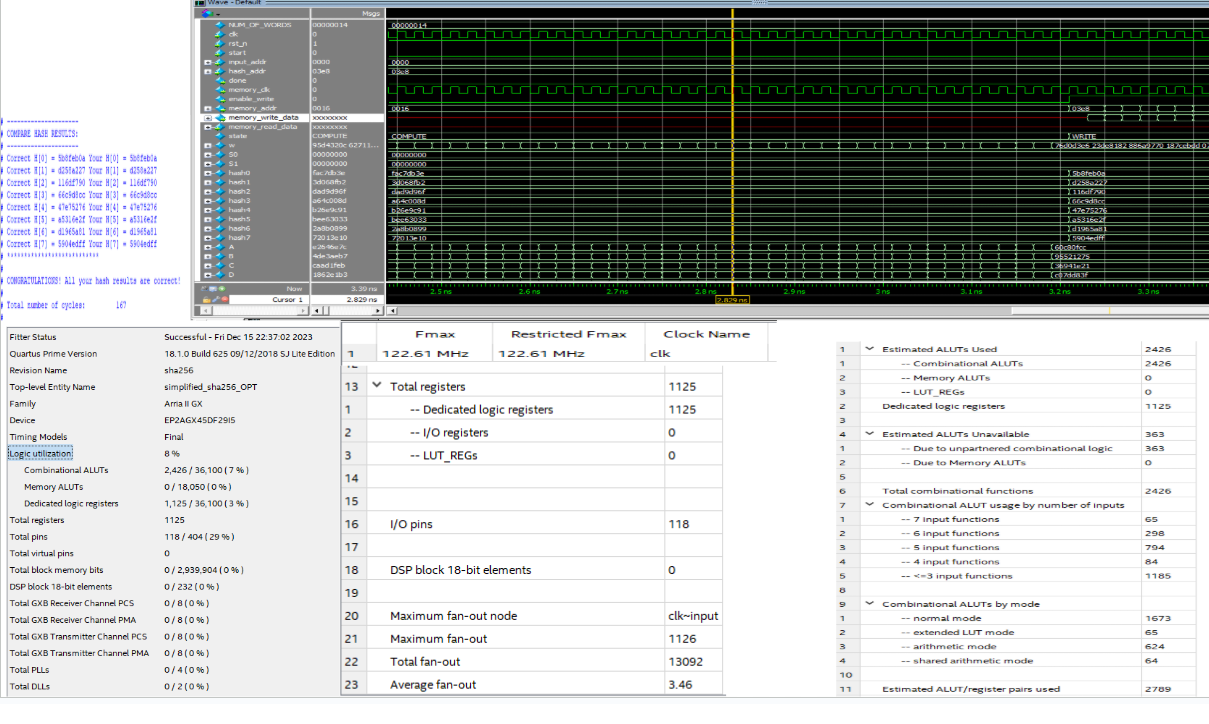 Wave - Default
Msgs
NUM_OF_WORDS 00000014 00000014
clk 0
rst_n 1
start 0
input_addr 0000 0000
hash_addr 03e8 03e8
done 0
memory_clk 0
enable_write 0
memory_addr 0016 0016 03e8
memory_write_data xxxxxxxx
memory_read_data xxxxxxxx
state COMPUTE COMPUTE WRITE
w 95d4320c 62711... 76d0d3e6 23de8182 886a9770 187cebdd 07
S0 00000000 00000000
S1 00000000 00000000
hash0 fac7db3e fac7db3e 5b8feb0a
hash1 3d068fb2 3d068fb2 d258a227
hash2 dad9d96f dad9d96f 116df790
hash3 a64c008d a64c008d 66c9d8cc
hash4 b26e9c91 b26e9c91 47e75276
hash5 bee63033 bee63033 a5316e2f
hash6 2a8b0899 2a8b0899 d1965a81
hash7 72013e10 72013e10 5904edff
A e2646e7c 60c80fcc
B 4de3aeb7 95521275
C caad1feb 36941e21
D 1862e1b3 c07dd83f
Now 3.39 ns 2.5 ns 2.6 ns 2.7 ns 2.8 ns 2.9 ns 3 ns 3.1 ns 3.2 ns 3.3 ns
Cursor 1 2.829 ns 2.829 ns
# ---------------------
# COMPARE HASH RESULTS:
# ---------------------
# Correct H[0] = 5b8feb0a Your H[0] = 5b8feb0a
# Correct H[1] = d258a227 Your H[1] = d258a227
# Correct H[2] = 116df790 Your H[2] = 116df790
# Correct H[3] = 66c9d8cc Your H[3] = 66c9d8cc
# Correct H[4] = 47e75276 Your H[4] = 47e75276
# Correct H[5] = a5316e2f Your H[5] = a5316e2f
# Correct H[6] = d1965a81 Your H[6] = d1965a81
# Correct H[7] = 5904edff Your H[7] = 5904edff
# ***************************
#
# CONGRATULATIONS! All your hash results are correct!
#
# Total number of cycles: 167
#
Fitter Status Successful - Fri Dec 15 22:37:02 2023
Quartus Prime Version 18.1.0 Build 625 09/12/2018 SJ Lite Edition
Revision Name sha256
Top-level Entity Name simplified_sha256_OPT
Family Arria II GX
Device EP2AGX45DF29I5
Timing Models Final
Logic utilization 8 %
Combinational ALUTs 2,426 / 36,100 ( 7 % )
Memory ALUTs 0 / 18,050 ( 0 % )
Dedicated logic registers 1,125 / 36,100 ( 3 % )
Total registers 1125
Total pins 118 / 404 ( 29 % )
Total virtual pins 0
Total block memory bits 0 / 2,939,904 ( 0 % )
DSP block 18-bit elements 0 / 232 ( 0 % )
Total GXB Receiver Channel PCS 0 / 8 ( 0 % )
Total GXB Receiver Channel PMA 0 / 8 ( 0 % )
Total GXB Transmitter Channel PCS 0 / 8 ( 0 % )
Total GXB Transmitter Channel PMA 0 / 8 ( 0 % )
Total PLLs 0 / 4 ( 0 % )
Total DLLs 0 / 2 ( 0 % )
Fmax Restricted Fmax Clock Name
1 122.61 MHz 122.61 MHz clk
13 Total registers 1125
1 -- Dedicated logic registers 1125
2 -- I/O registers 0
3 -- LUT_REGs 0
14
15
16 I/O pins 118
17
18 DSP block 18-bit elements 0
19
20 Maximum fan-out node clk~input
21 Maximum fan-out 1126
22 Total fan-out 13092
23 Average fan-out 3.46
1 Estimated ALUTs Used 2426
1 -- Combinational ALUTs 2426
2 -- Memory ALUTs 0
3 -- LUT_REGs 0
2 Dedicated logic registers 1125
3
4 Estimated ALUTs Unavailable 363
1 -- Due to unpartnered combinational logic 363
2 -- Due to Memory ALUTs 0
5
6 Total combinational functions 2426
7 Combinational ALUT usage by number of inputs
1 -- 7 input functions 65
2 -- 6 input functions 298
3 -- 5 input functions 794
4 -- 4 input functions 84
5 -- <=3 input functions 1185
8
9 Combinational ALUTs by mode
1 -- normal mode 1673
2 -- extended LUT mode 65
3 -- arithmetic mode 624
4 -- shared arithmetic mode 64
10
11 Estimated ALUT/register pairs used 2789